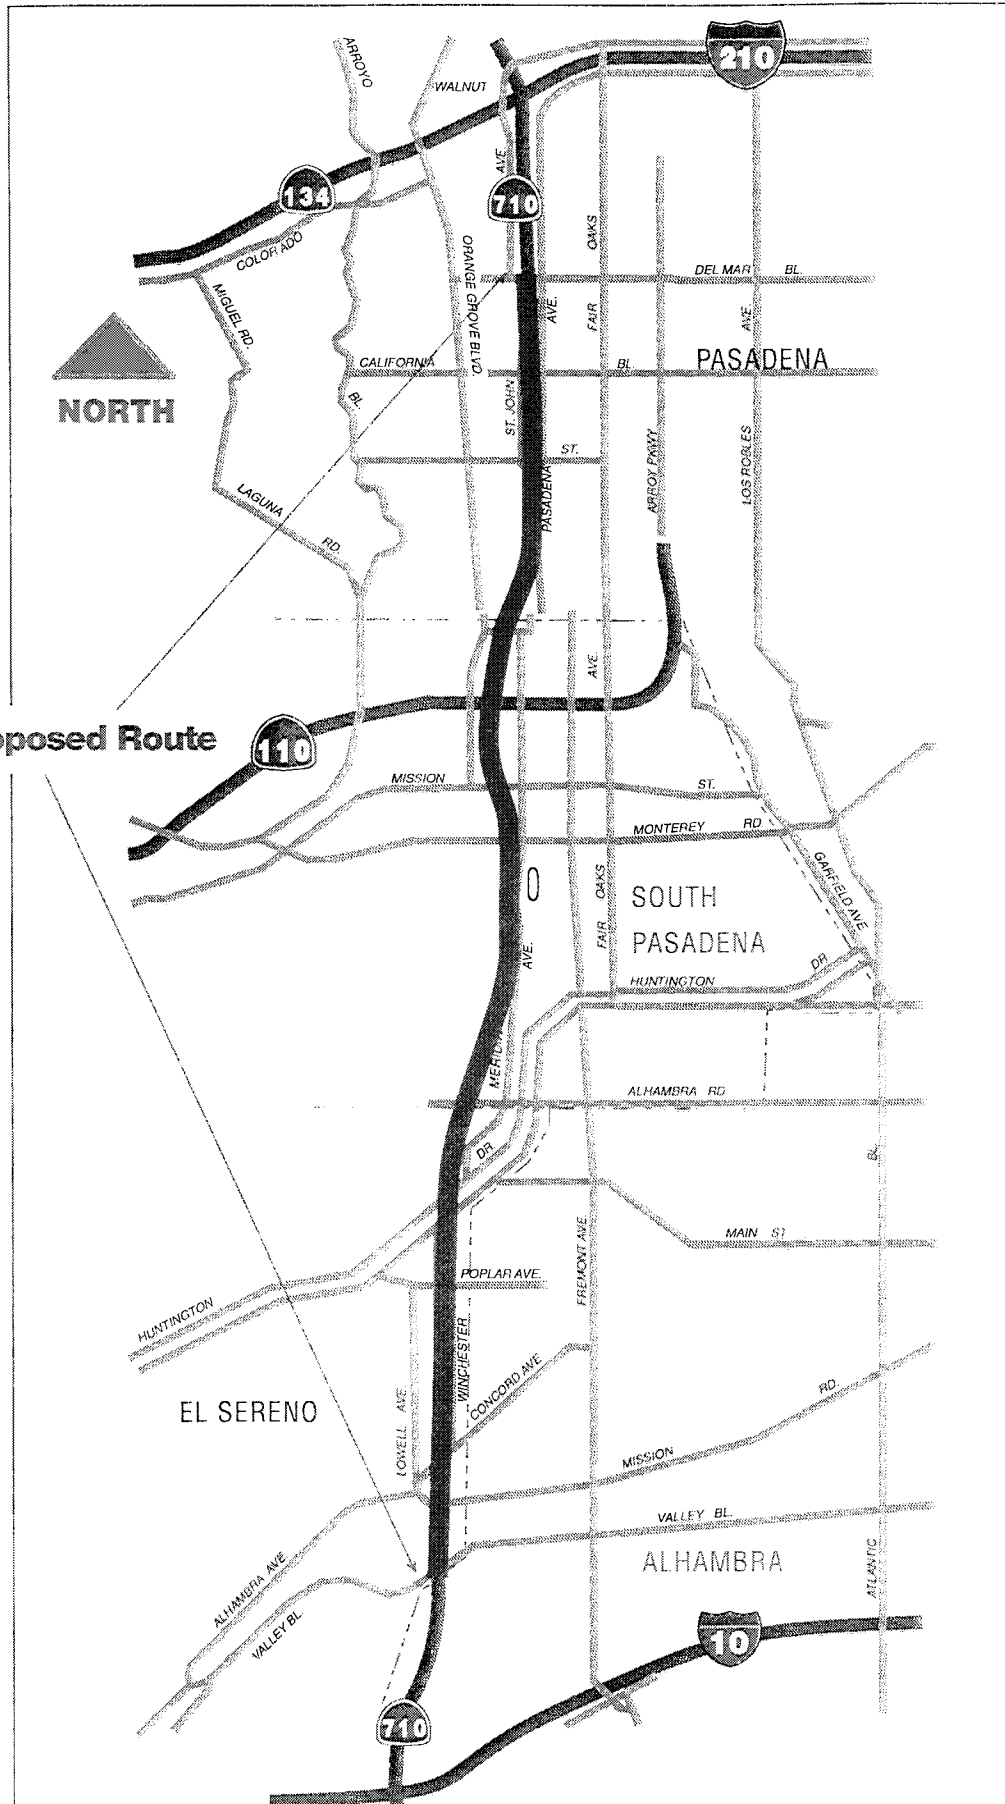 ARROYO
210
WALNUT
AVE.
134
710
OAKS
COLORADO
ORANGE GROVE BLVD.
DEL MAR BL.
MIGUEL RD.
AVE.
FAIR
AVE.
CALIFORNIA BL.
PASADENA
NORTH
BL.
ST. JOHN
ST.
ARROY PKWY
LOS ROBLES
LAGUNA
RD.
PASADENA
AVE.
oposed Route
110
MISSION ST.
MONTEREY RD.
OAKS
SOUTH
PASADENA
GARFIELD AVE.
FAIR
AVE.
DR.
HUNTINGTON
ALHAMBRA RD
DR.
BL.
MAIN ST.
FREMONT AVE.
POPLAR AVE.
HUNTINGTON
WINCHESTER
CONCORD AVE
RD.
EL SERENO
LOWELL AVE.
MISSION
VALLEY BL.
ALHAMBRA
ATLANTIC
ALHAMBRA AVE
VALLEY BL.
10
710